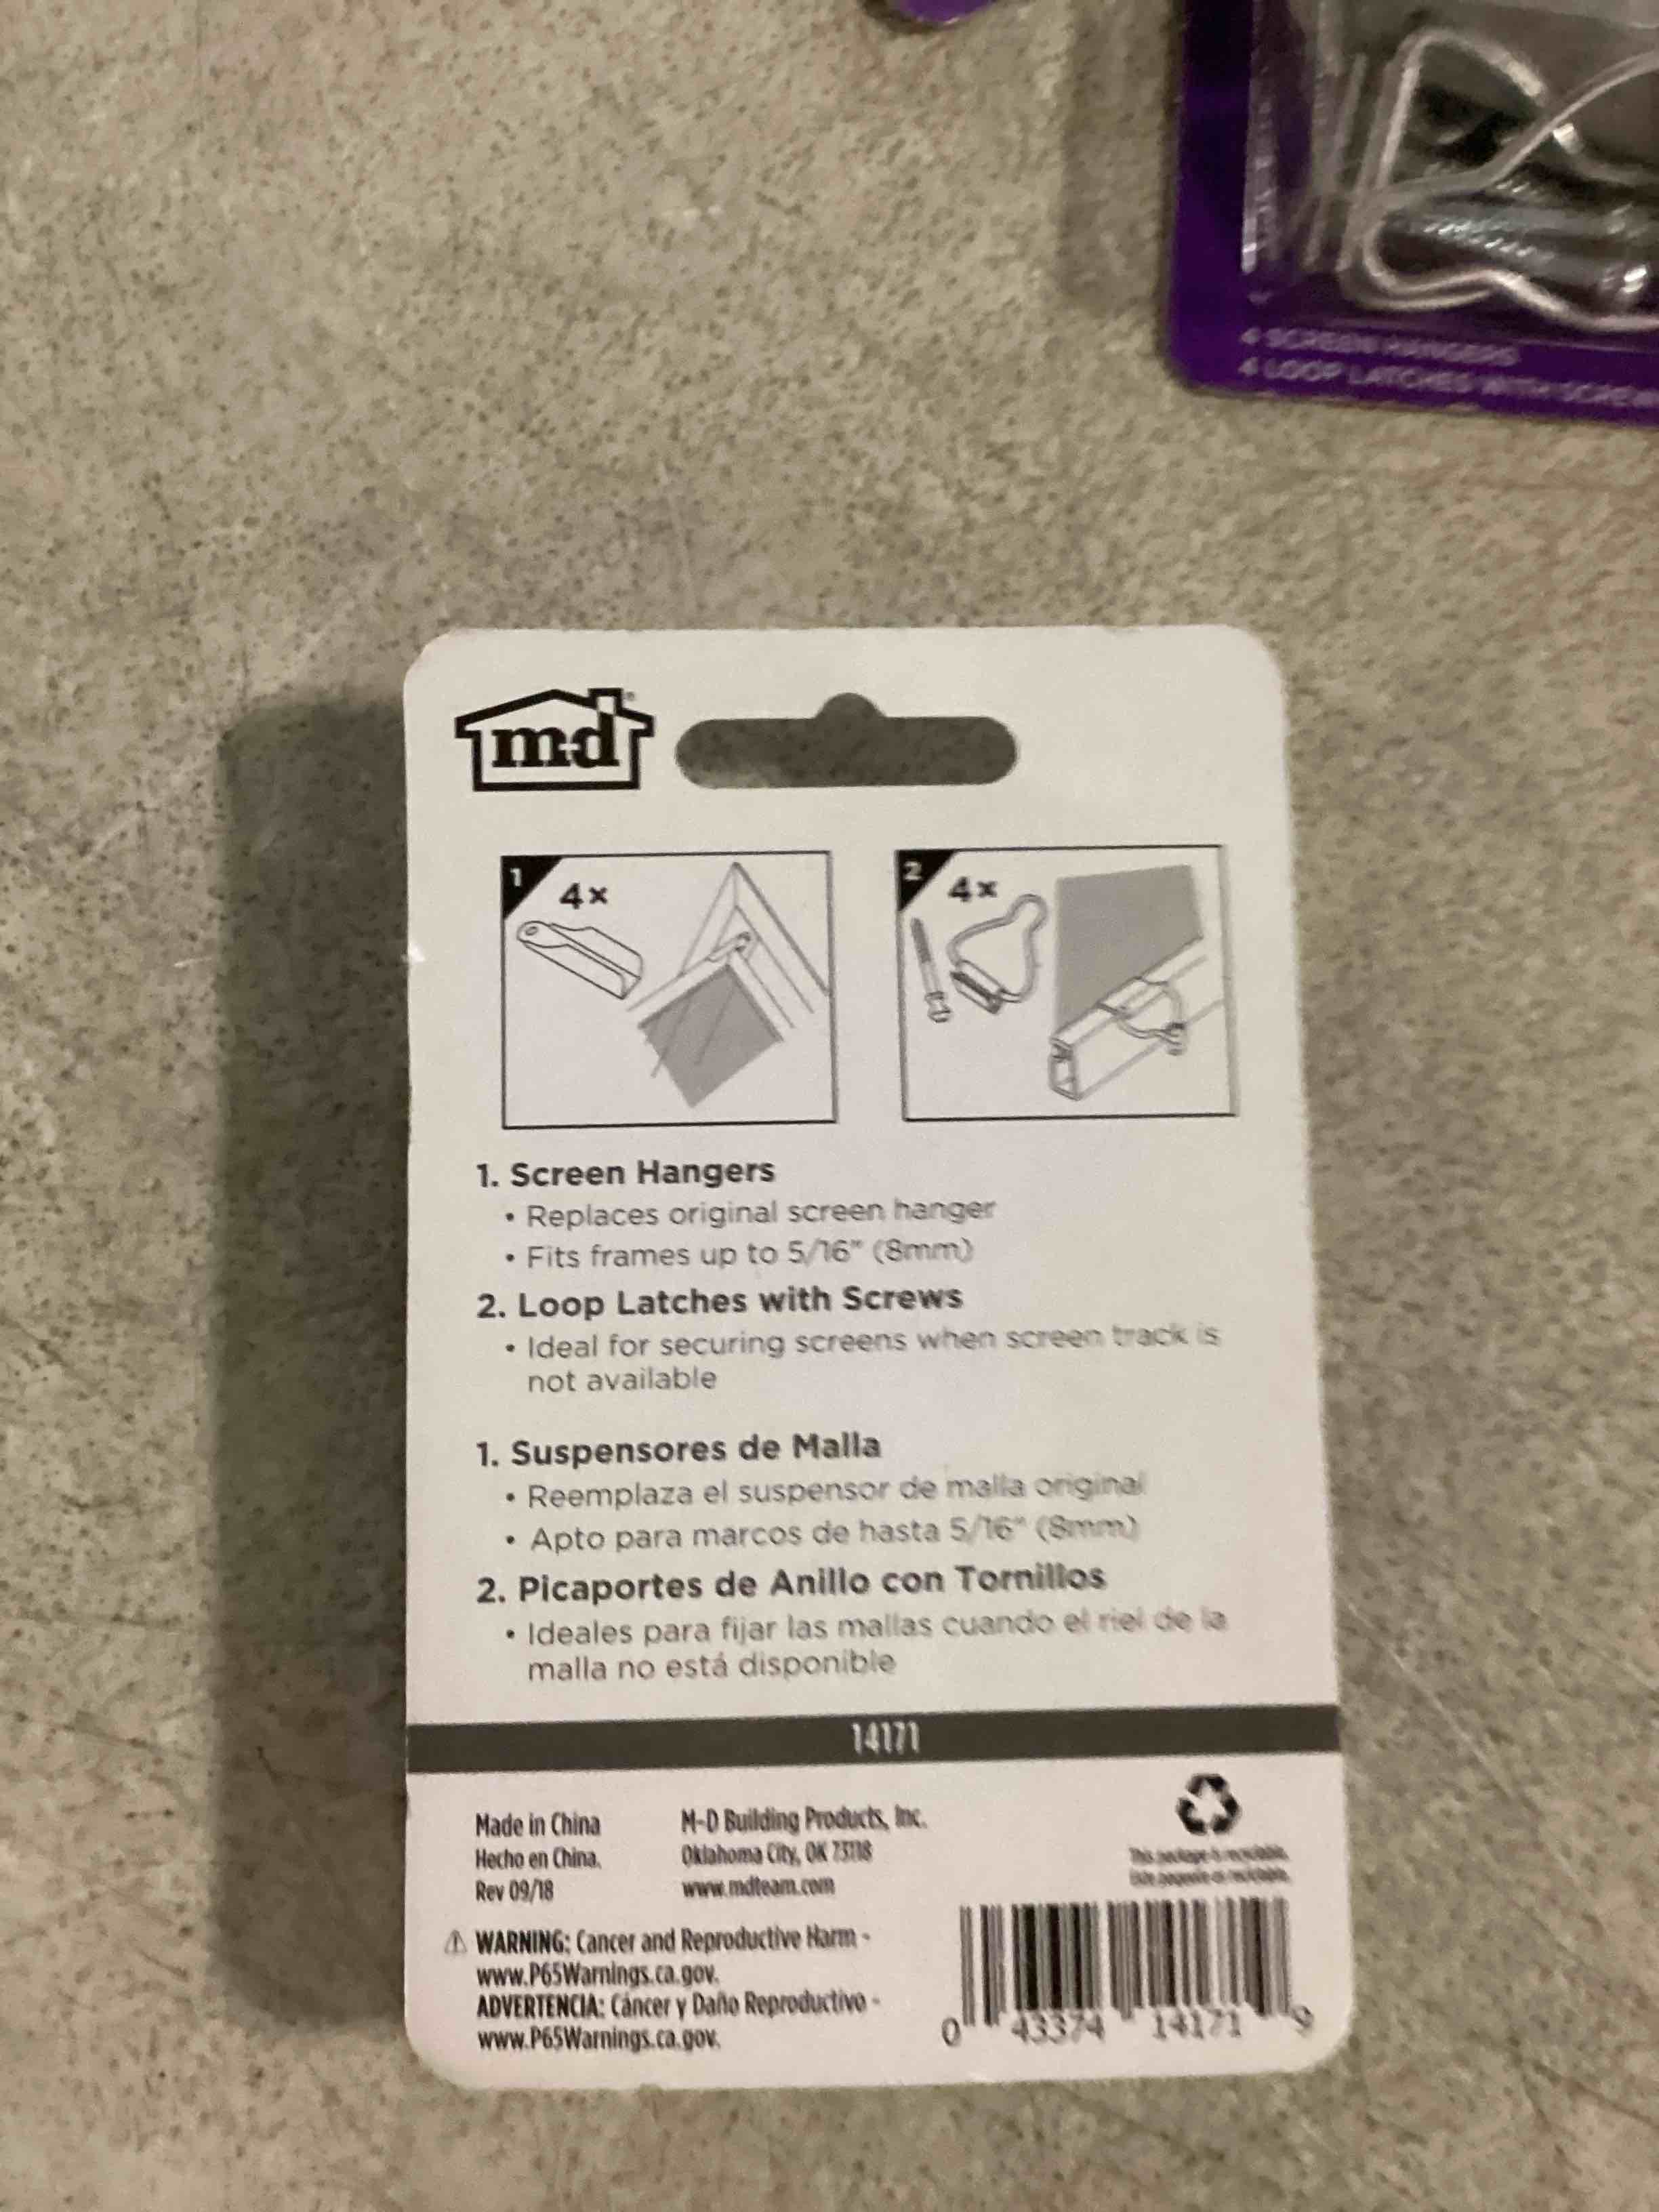 4 SCREEN HANGERS
4 LOOP LATCHES WITH SCREW
m-d®
1
4x
2
4x
1. Screen Hangers
• Replaces original screen hanger
• Fits frames up to 5/16" (8mm)
2. Loop Latches with Screws
• Ideal for securing screens when screen track is
not available
1. Suspensores de Malla
• Reemplaza el suspensor de malla original
• Apto para marcos de hasta 5/16" (8mm)
2. Picaportes de Anillo con Tornillos
• Ideales para fijar las mallas cuando el riel de la
malla no está disponible
14171
Made in China
Hecho en China.
Rev 09/18
M-D Building Products, Inc.
Oklahoma City, OK 73118
www.mdteam.com
This package is recyclable.
Este paquete es reciclable.
⚠ WARNING: Cancer and Reproductive Harm -
www.P65Warnings.ca.gov.
ADVERTENCIA: Cáncer y Daño Reproductivo -
www.P65Warnings.ca.gov.
0 43374 14171 9